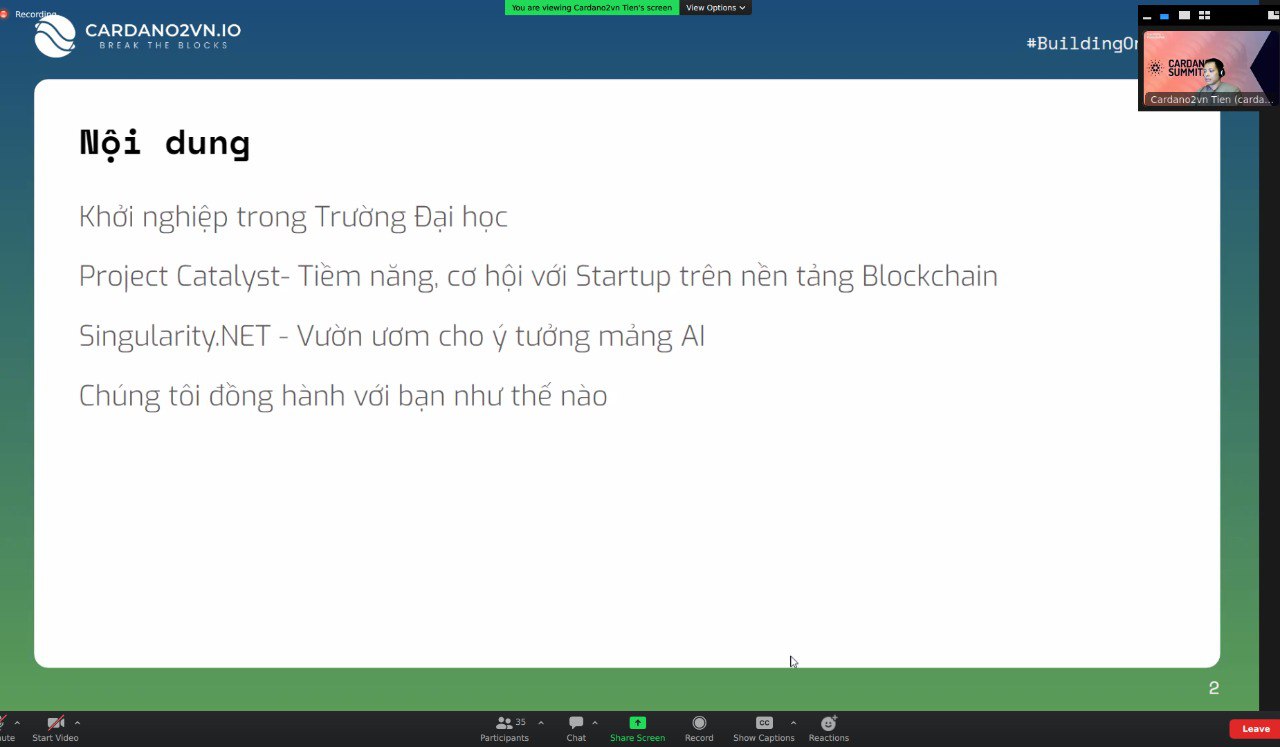 Recording
You are viewing Cardano2vn Tien's screen
View Options
CARDANO2VN.IO
BREAK THE BLOCKS
#BuildingO
CARDAN
SUMMIT
Cardano2vn Tien (carda...
Nội dung
Khởi nghiệp trong Trường Đại học
Project Catalyst- Tiềm năng, cơ hội với Startup trên nền tảng Blockchain
Singularity.NET - Vườn ươm cho ý tưởng mảng AI
Chúng tôi đồng hành với bạn như thế nào
2
ute
Start Video
35
Participants
Chat
Share Screen
Record
CC
Show Captions
Reactions
Leave